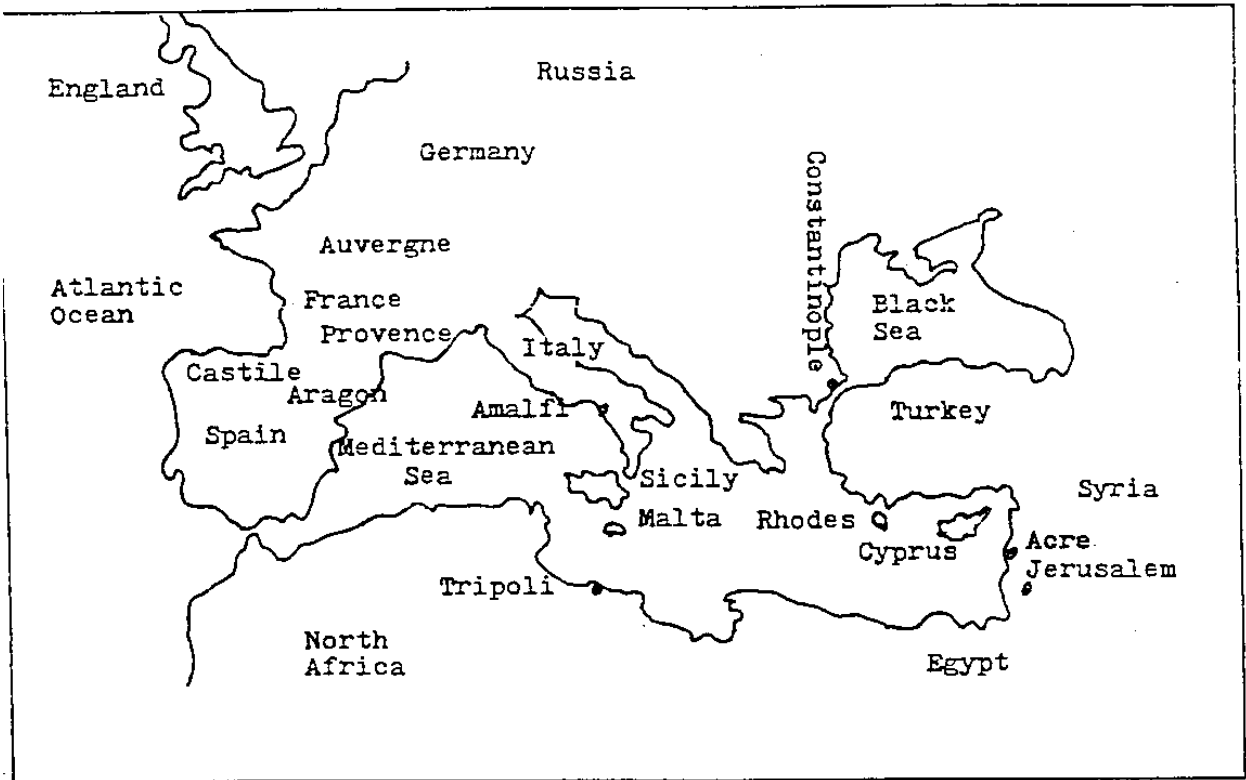 England
Russia
Germany
Constantinople
Auvergne
Atlantic
Ocean
France
Black
Sea
Provence
Italy
Castile
Aragon
Amalfi
Turkey
Spain
Mediterranean
Sea
Sicily
Syria
Malta
Rhodes
Cyprus
Acre
Jerusalem
Tripoli
North
Africa
Egypt